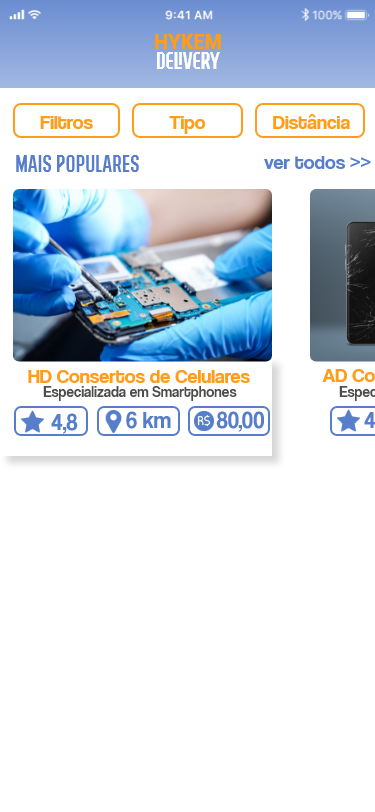 9:41 AM 100%
HYKEM
DELIVERY
Filtros Tipo Distância
MAIS POPULARES ver todos >>
HD Consertos de Celulares
Especializada em Smartphones
4,8 6 km R$ 80,00
AD Co
Espec
4